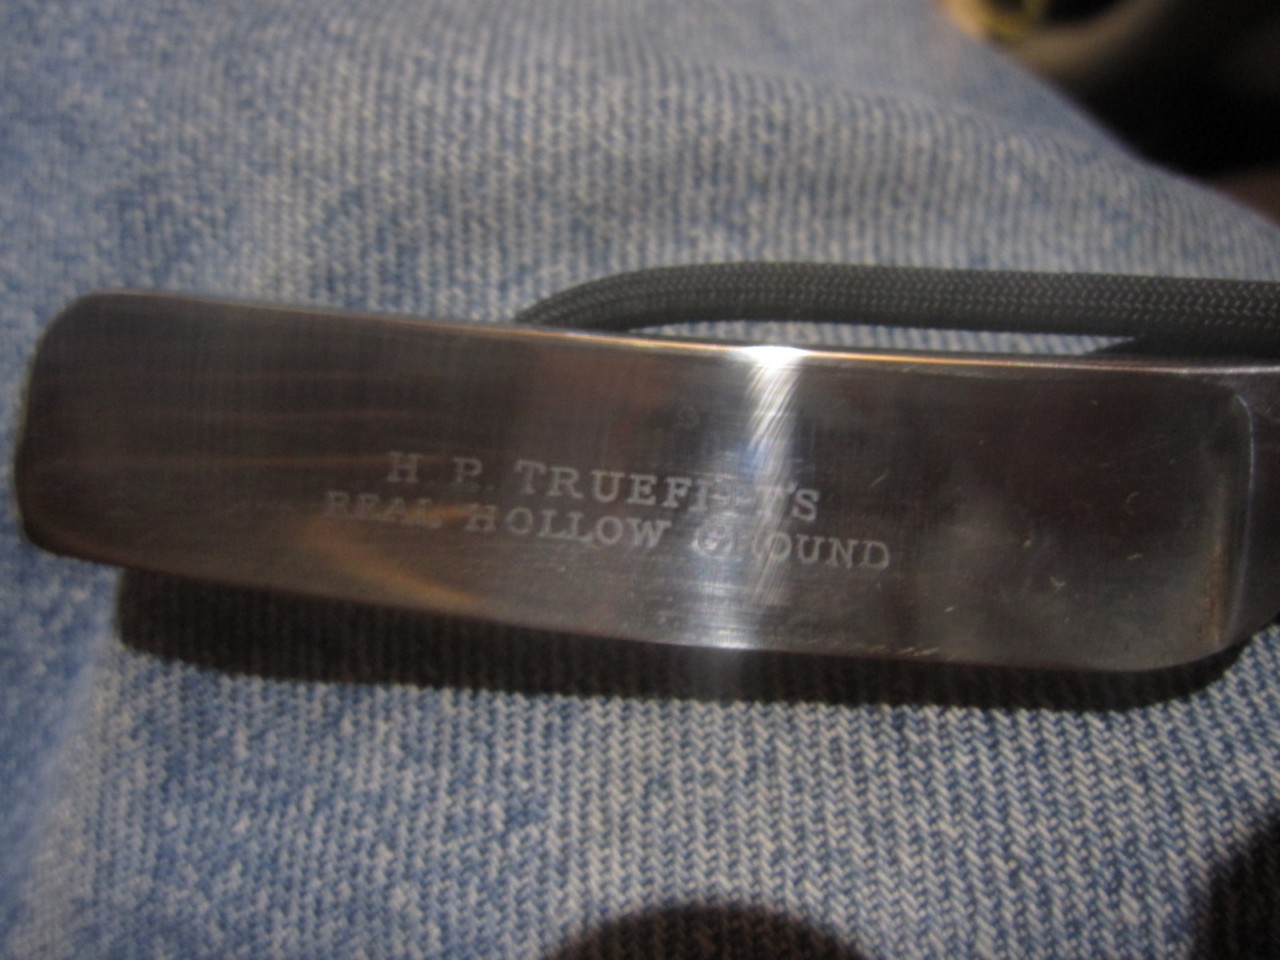 H. P. TRUEFITT'S
REAL HOLLOW GROUND